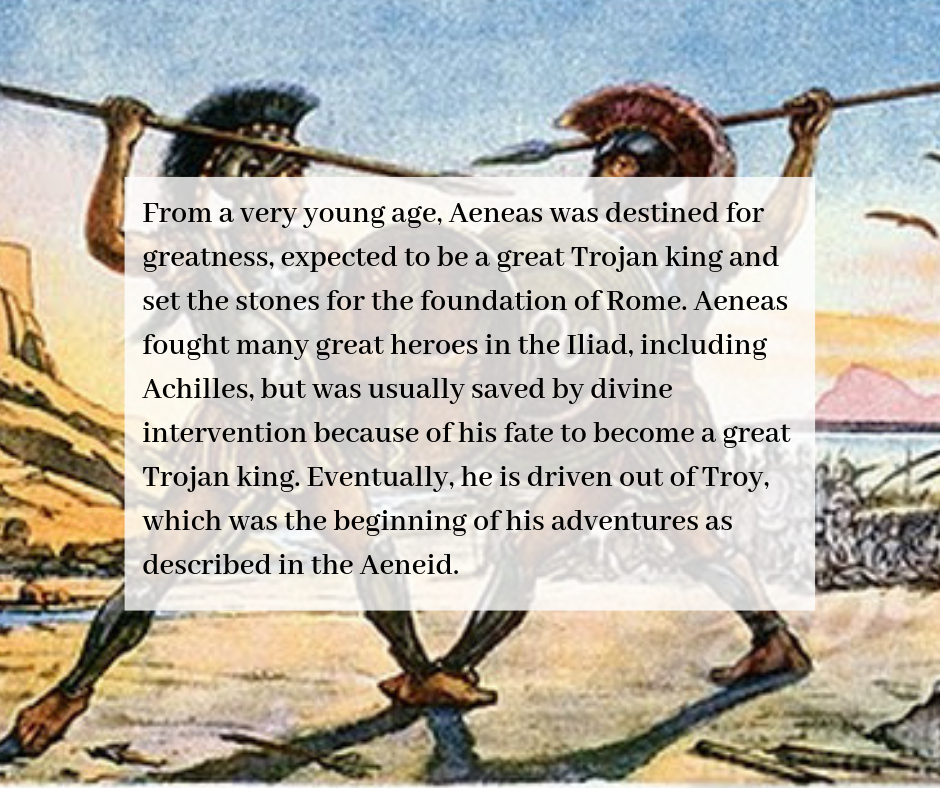 From a very young age, Aeneas was destined for
greatness, expected to be a great Trojan king and
set the stones for the foundation of Rome. Aeneas
fought many great heroes in the Iliad, including
Achilles, but was usually saved by divine
intervention because of his fate to become a great
Trojan king. Eventually, he is driven out of Troy,
which was the beginning of his adventures as
described in the Aeneid.